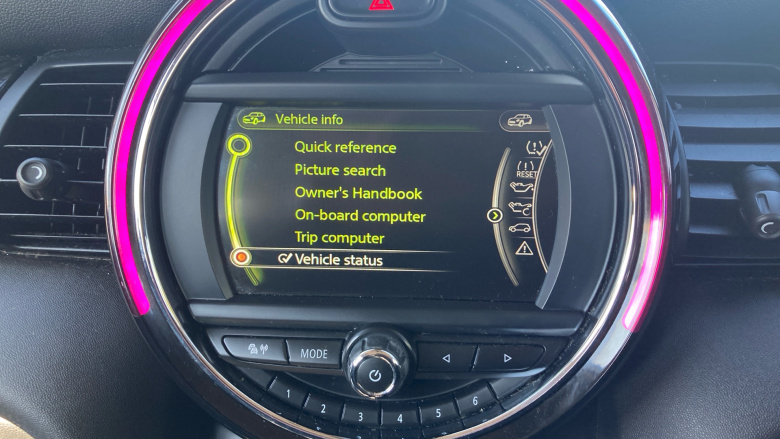 Vehicle info
Quick reference
Picture search
RESET
Owner's Handbook
On-board computer
Trip computer
Vehicle status
MODE
1 2 3 4 5 6